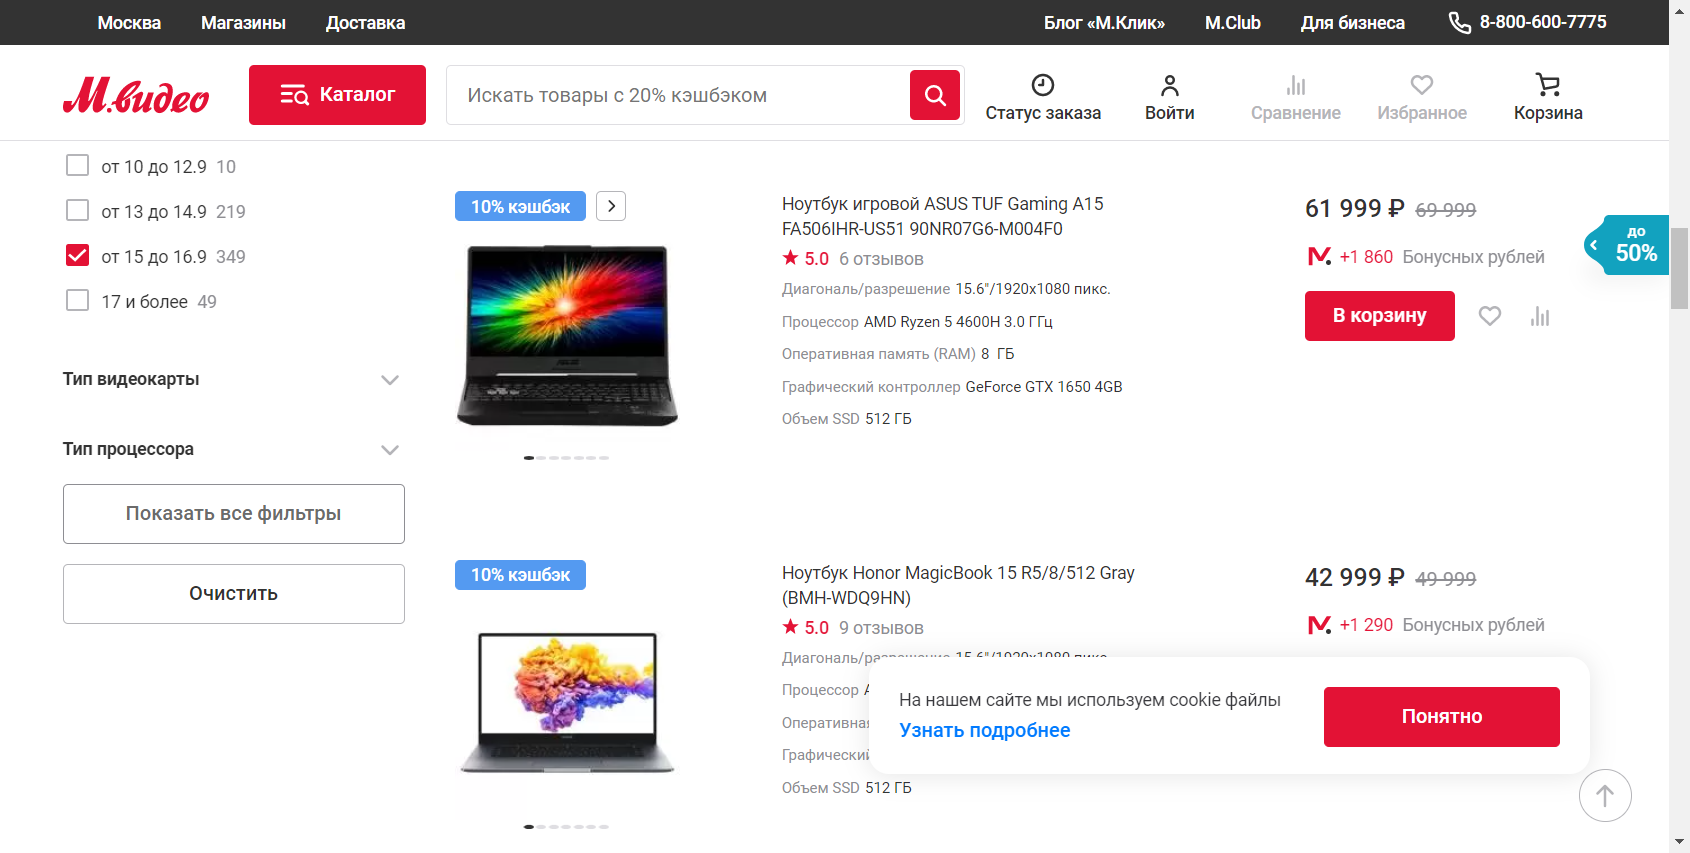 Москва Магазины Доставка Блог «М.Клик» M.Club Для бизнеса 8-800-600-7775
М.видео Каталог Искать товары с 20% кэшбэком Статус заказа Войти Сравнение Избранное Корзина
от 10 до 12.9 10
от 13 до 14.9 219
от 15 до 16.9 349
17 и более 49
Тип видеокарты
Тип процессора
Показать все фильтры
Очистить
10% кэшбэк
Ноутбук игровой ASUS TUF Gaming A15
FA506IHR-US51 90NR07G6-M004F0
5.0 6 отзывов
Диагональ/разрешение 15.6"/1920x1080 пикс.
Процессор AMD Ryzen 5 4600H 3.0 ГГц
Оперативная память (RAM) 8 ГБ
Графический контроллер GeForce GTX 1650 4GB
Объем SSD 512 ГБ
61 999 ₽ 69 999
+1 860 Бонусных рублей
В корзину
до
50%
10% кэшбэк
Ноутбук Honor MagicBook 15 R5/8/512 Gray
(BMH-WDQ9HN)
5.0 9 отзывов
Диагональ/разрешение 15.6"/1920x1080 пикс.
Процессор
Оперативная
Графический
Объем SSD 512 ГБ
42 999 ₽ 49 999
+1 290 Бонусных рублей
На нашем сайте мы используем cookie файлы
Узнать подробнее
Понятно